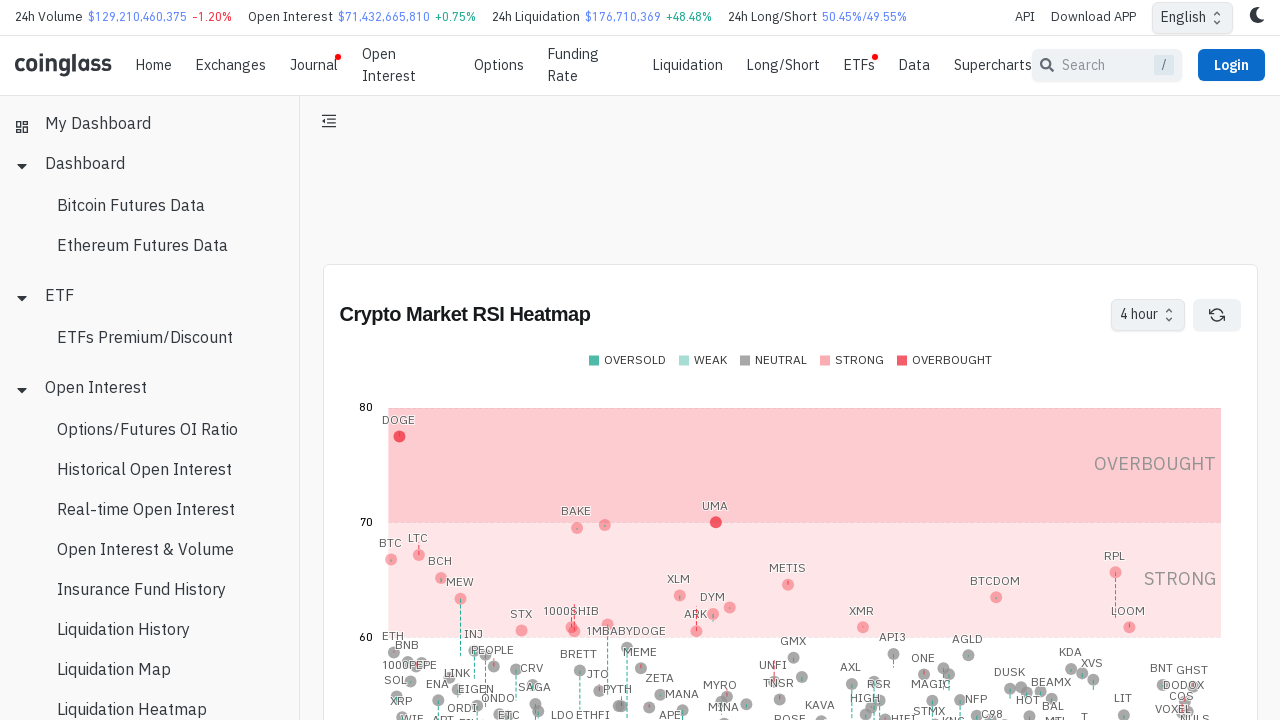 24h Volume $129,210,460,375 -1.20% Open Interest $71,432,665,810 +0.75% 24h Liquidation $176,710,369 +48.48% 24h Long/Short 50.45%/49.55% API Download APP English
coinglass Home Exchanges Journal Open Interest Options Funding Rate Liquidation Long/Short ETFs Data Supercharts Search / Login
My Dashboard
Dashboard
Bitcoin Futures Data
Ethereum Futures Data
ETF
ETFs Premium/Discount
Open Interest
Options/Futures OI Ratio
Historical Open Interest
Real-time Open Interest
Open Interest & Volume
Insurance Fund History
Liquidation History
Liquidation Map
Liquidation Heatmap
Crypto Market RSI Heatmap
4 hour
OVERSOLD WEAK NEUTRAL STRONG OVERBOUGHT
80
DOGE
OVERBOUGHT
UMA
BAKE
70
LTC
BTC
RPL
BCH
METIS
STRONG
MEW XLM BTCDOM
DYM
STX 1000SHIB ARK XMR LOOM
1MBABYDOGE
60
ETH INJ API3
BNB PEOPLE BRETT MEME GMX AGLD KDA
1000PEPE LINK CRV UNFI AXL ONE XVS BNT GHST
SOL JTO ZETA TNSR DUSK
ENA EIGEN SAGA PYTH MANA MYRO RSR MAGIC BEAMX DODOX
XRP ORDI ONDO MINA KAVA HIGH NFP HOT BAL LIT COS
WIF ETC LDO ETHFI APE STMX C98 T VOXEL